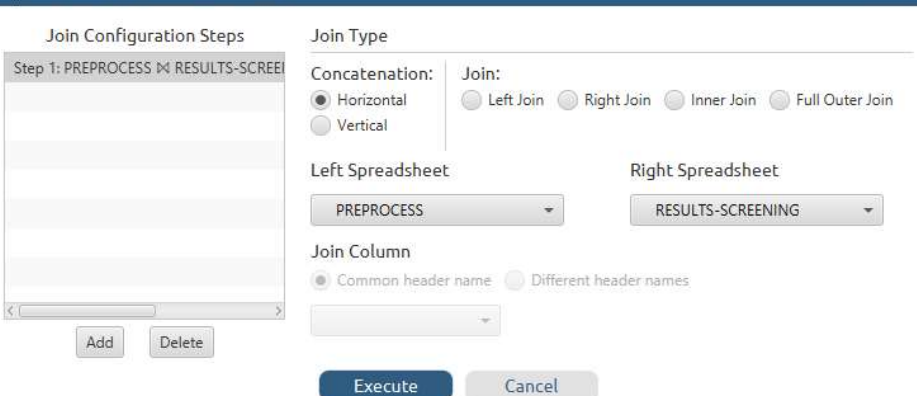 Join Configuration Steps
Step 1: PREPROCESS ⋈ RESULTS-SCREEI
Add
Delete
Join Type
Concatenation:
Horizontal
Vertical
Join:
Left Join Right Join Inner Join Full Outer Join
Left Spreadsheet
PREPROCESS
Right Spreadsheet
RESULTS-SCREENING
Join Column
Common header name Different header names
Execute
Cancel